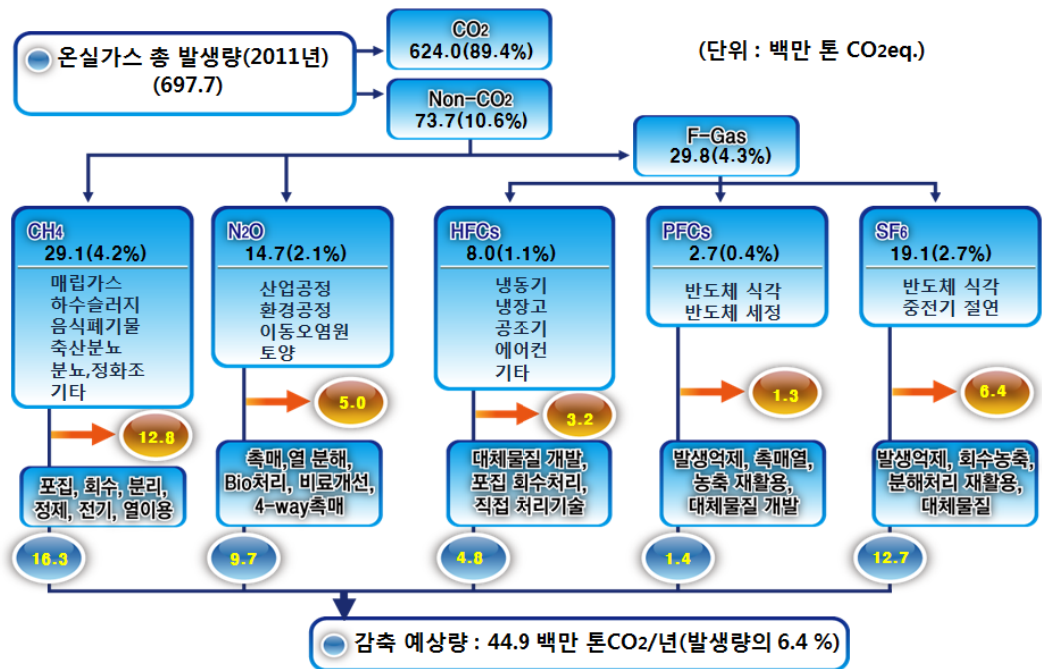 온실가스 총 발생량(2011년)
(697.7)
CO₂
624.0(89.4%)
(단위 : 백만 톤 CO2eq.)
Non-CO₂
73.7(10.6%)
F-Gas
29.8(4.3%)
CH₄
29.1(4.2%)
매립가스
하수슬러지
음식폐기물
축산분뇨
분뇨,정화조
기타
12.8
포집, 회수, 분리,
정제, 전기, 열이용
16.3
N₂O
14.7(2.1%)
산업공정
환경공정
이동오염원
토양
5.0
촉매,열 분해,
Bio처리, 비료개선,
4-way촉매
9.7
HFCs
8.0(1.1%)
냉동기
냉장고
공조기
에어컨
기타
3.2
대체물질 개발,
포집 회수처리,
직접 처리기술
4.8
PFCs
2.7(0.4%)
반도체 식각
반도체 세정
1.3
발생억제, 촉매열,
농축 재활용,
대체물질 개발
1.4
SF₆
19.1(2.7%)
반도체 식각
중전기 절연
6.4
발생억제, 회수농축,
분해처리 재활용,
대체물질
12.7
감축 예상량 : 44.9 백만 톤CO₂/년(발생량의 6.4 %)